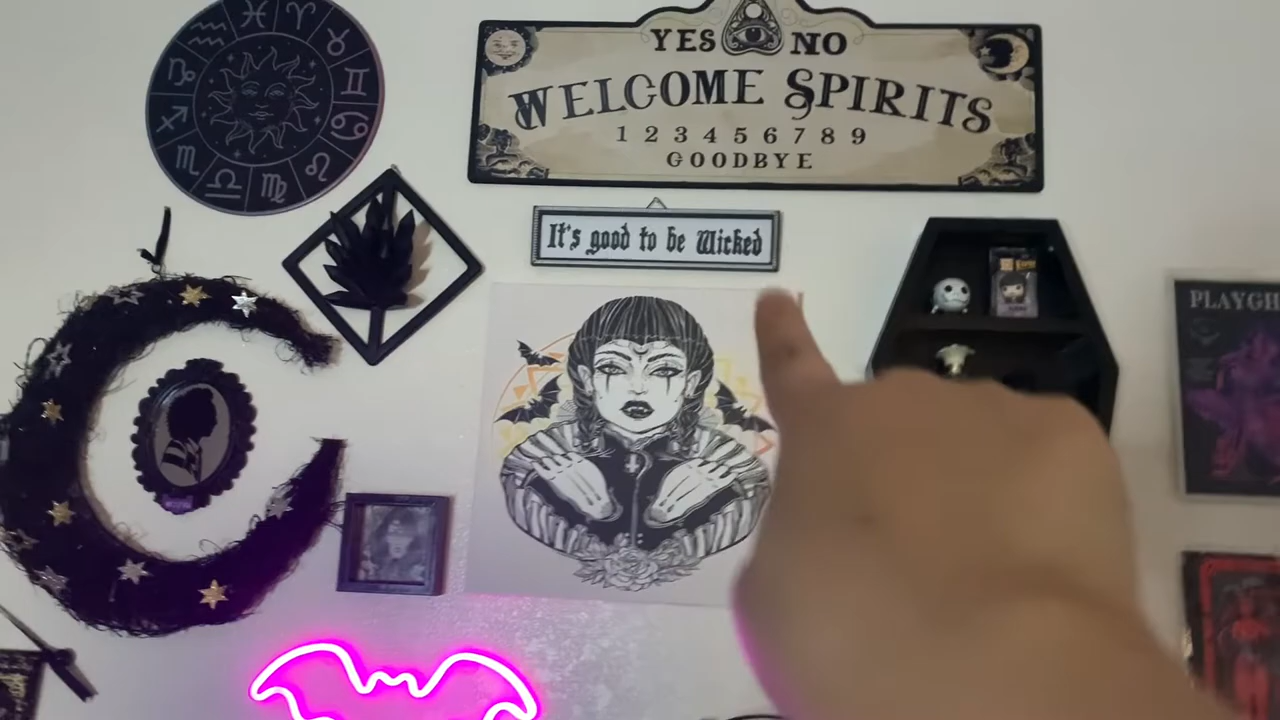 YES NO
WELCOME SPIRITS
1 2 3 4 5 6 7 8 9
GOODBYE
It's good to be Wicked
PLAYGH